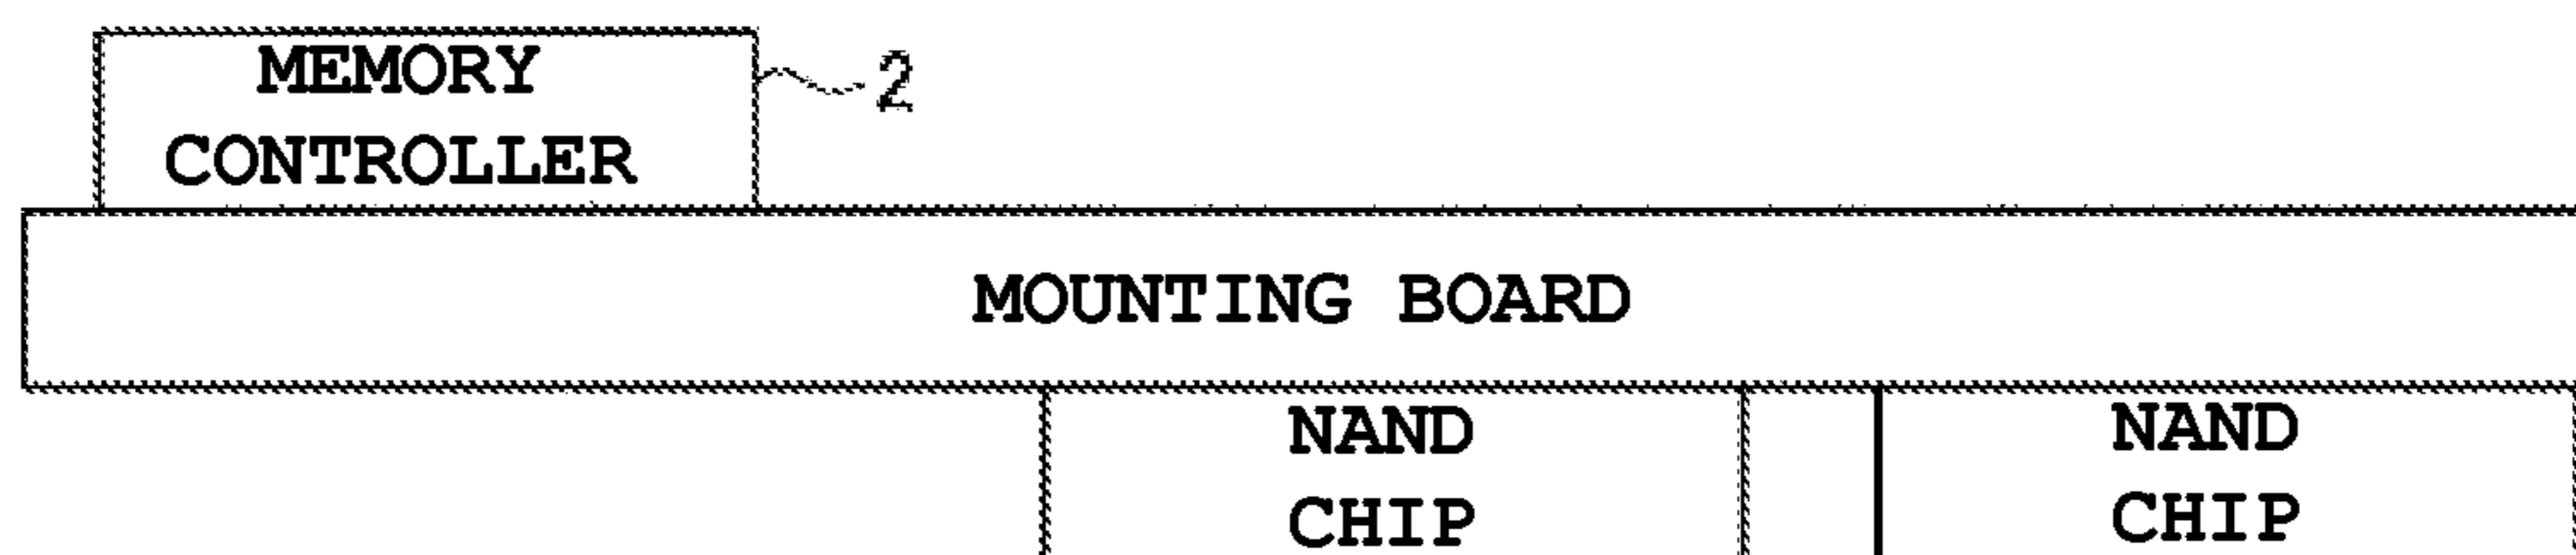 MEMORY
CONTROLLER
2
MOUNTING BOARD
NAND
CHIP
NAND
CHIP